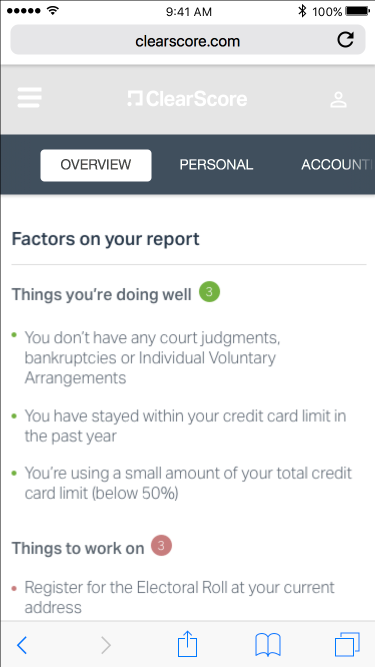 9:41 AM 100%
clearscore.com
ClearScore
OVERVIEW PERSONAL ACCOUNT
Factors on your report
Things you're doing well 3
You don't have any court judgments,
bankruptcies or Individual Voluntary
Arrangements
You have stayed within your credit card limit in
the past year
You're using a small amount of your total credit
card limit (below 50%)
Things to work on 3
Register for the Electoral Roll at your current
address